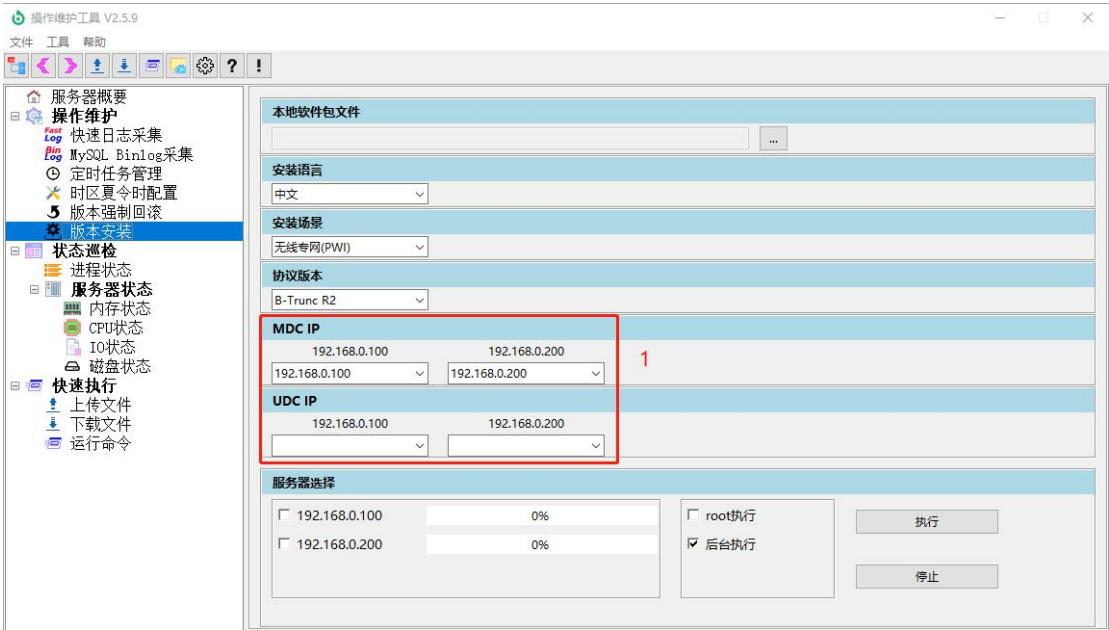 操作维护工具 V2.5.9
文件 工具 帮助
服务器概要
操作维护
Fast Log 快速日志采集
Bin Log MySQL Binlog采集
定时任务管理
时区夏令时配置
版本强制回滚
版本安装
状态巡检
进程状态
服务器状态
内存状态
CPU状态
IO状态
磁盘状态
快速执行
上传文件
下载文件
运行命令
本地软件包文件
...
安装语言
中文
安装场景
无线专网(PWI)
协议版本
B-Trunc R2
MDC IP
192.168.0.100 192.168.0.200
192.168.0.100 192.168.0.200
1
UDC IP
192.168.0.100 192.168.0.200
服务器选择
192.168.0.100 0% root执行 执行
192.168.0.200 0% 后台执行
停止